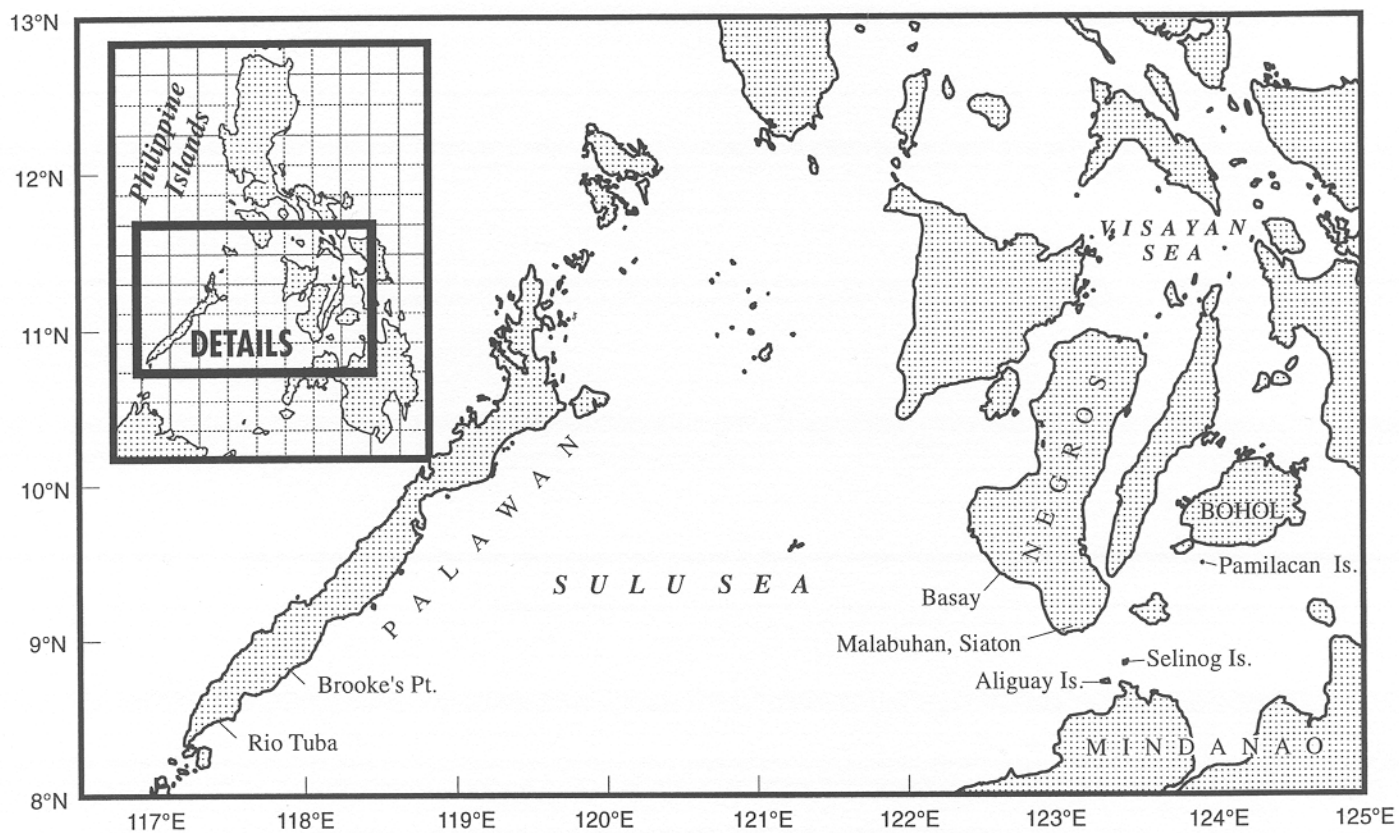 13°N
12°N
11°N
10°N
9°N
8°N
Philippine
Islands
DETAILS
VISAYAN
SEA
NEGROS
BOHOL
Pamilacan Is.
PALAWAN
SULU SEA
Basay
Malabuhan, Siaton
Selinog Is.
Aliguay Is.
Brooke's Pt.
Rio Tuba
MINDANAO
117°E 118°E 119°E 120°E 121°E 122°E 123°E 124°E 125°E